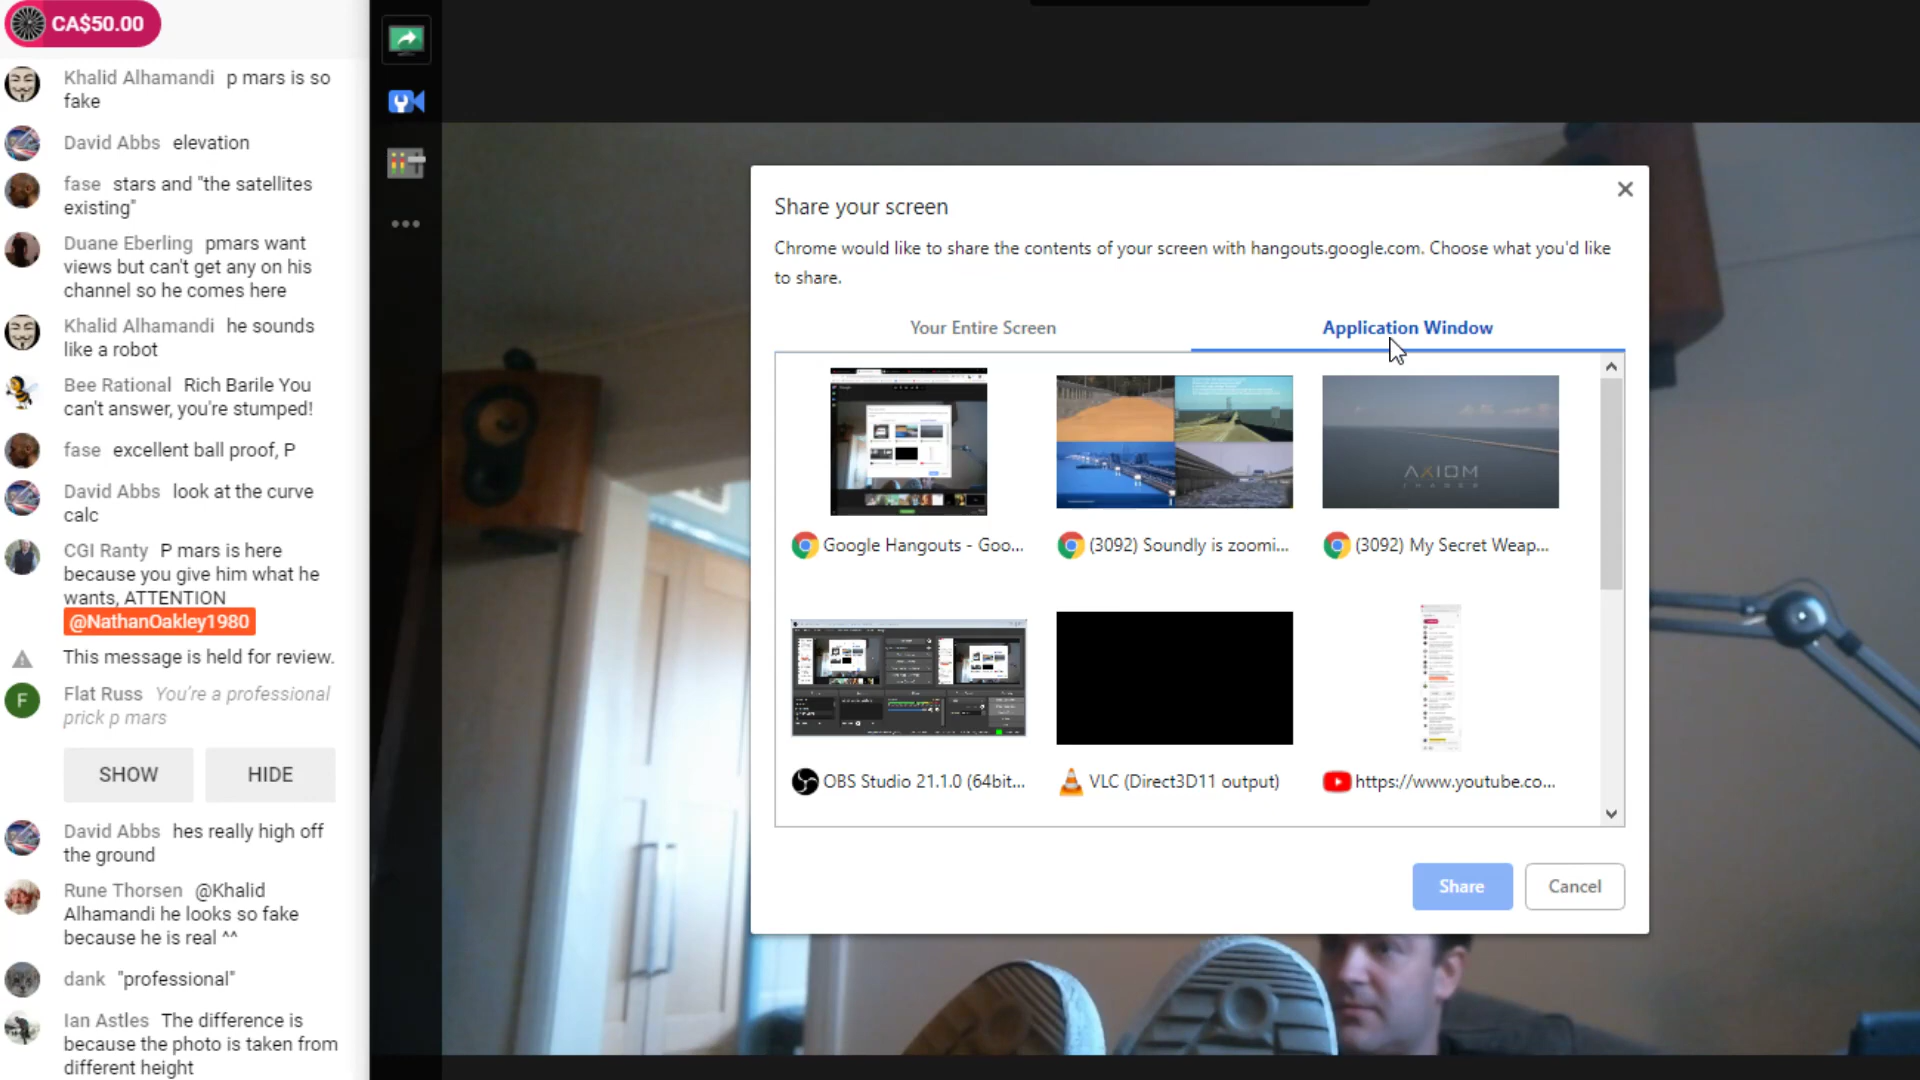 CA$50.00
Khalid Alhamandi p mars is so
fake
David Abbs elevation
fase stars and "the satellites
existing"
Duane Eberling pmars want
views but can't get any on his
channel so he comes here
Khalid Alhamandi he sounds
like a robot
Bee Rational Rich Barile You
can't answer, you're stumped!
fase excellent ball proof, P
David Abbs look at the curve
calc
CGI Ranty P mars is here
because you give him what he
wants, ATTENTION
@NathanOakley1980
This message is held for review.
F
Flat Russ You're a professional
prick p mars
SHOW
HIDE
David Abbs hes really high off
the ground
Rune Thorsen @Khalid
Alhamandi he looks so fake
because he is real ^^
dank "professional"
Ian Astles The difference is
because the photo is taken from
different height
Share your screen
Chrome would like to share the contents of your screen with hangouts.google.com. Choose what you'd like
to share.
Your Entire Screen
Application Window
AXIOM
IMAGES
Google Hangouts - Goo...
(3092) Soundly is zoomi...
(3092) My Secret Weap...
OBS Studio 21.1.0 (64bit...
VLC (Direct3D11 output)
https://www.youtube.co...
Share
Cancel